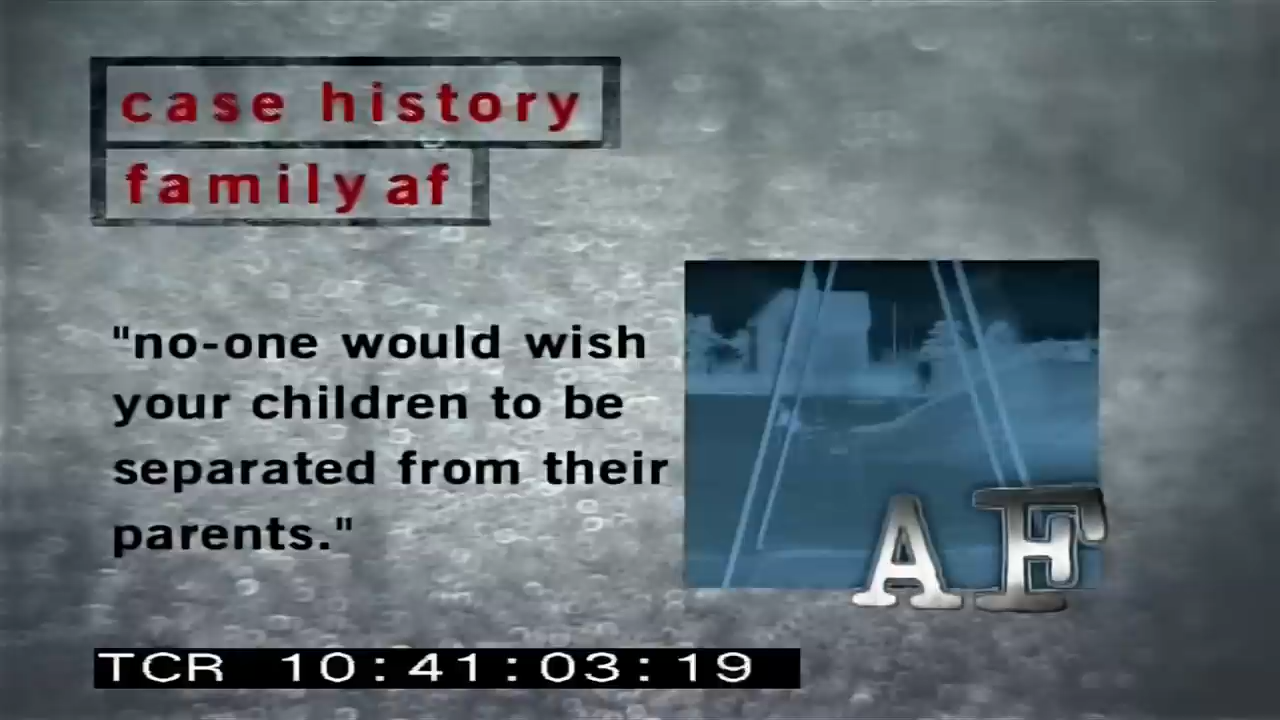 case history
family af
"no-one would wish
your children to be
separated from their
parents."
AF
TCR 10:41:03:19